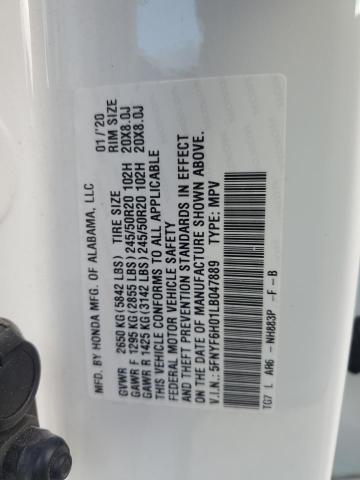 MFD. BY HONDA MFG. OF ALABAMA, LLC 01/'20
GVWR 2650 KG (5842 LBS) TIRE SIZE RIM SIZE
GAWR F 1295 KG (2855 LBS) 245/50R20 102H 20X8.0J
GAWR R 1425 KG (3142 LBS) 245/50R20 102H 20X8.0J
THIS VEHICLE CONFORMS TO ALL APPLICABLE
FEDERAL MOTOR VEHICLE SAFETY
AND THEFT PREVENTION STANDARDS IN EFFECT
ON THE DATE OF MANUFACTURE SHOWN ABOVE.
V.I.N.: 5FNYF6H01LB047889 TYPE: MPV
TG7 L AR6 - NH883P -F -B